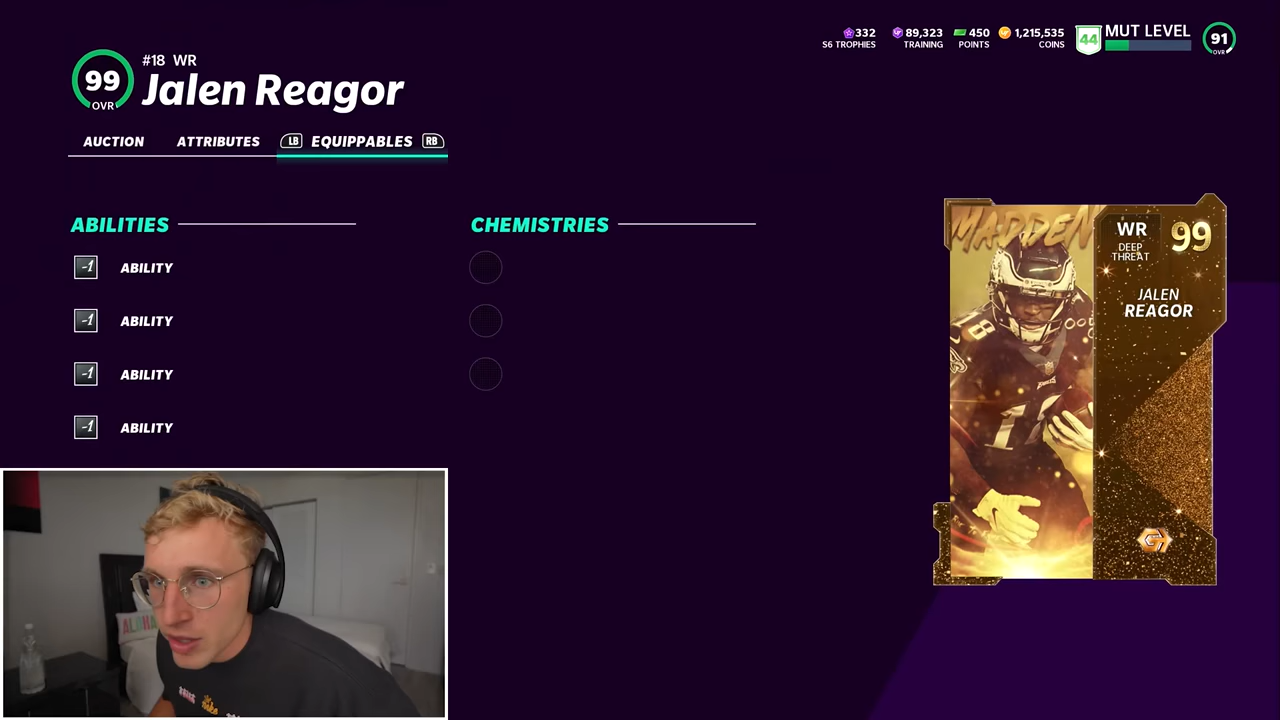 332
S6 TROPHIES
89,323
TRAINING
450
POINTS
1,215,535
COINS
44
MUT LEVEL
91
OVR
99
OVR
#18 WR
Jalen Reagor
AUCTION
ATTRIBUTES
LB
EQUIPPABLES
RB
ABILITIES
-1 ABILITY
-1 ABILITY
-1 ABILITY
-1 ABILITY
CHEMISTRIES
MADDEN
WR
DEEP
THREAT
99
JALEN
REAGOR
18